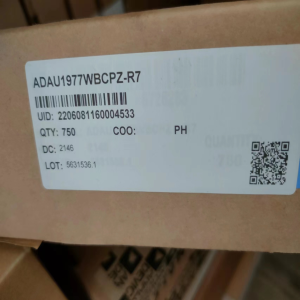 ADAU1977WBCPZ-R7
UID: 2206081160004533
QTY: 750 COO: PH
DC: 2146
LOT: 5631536.1